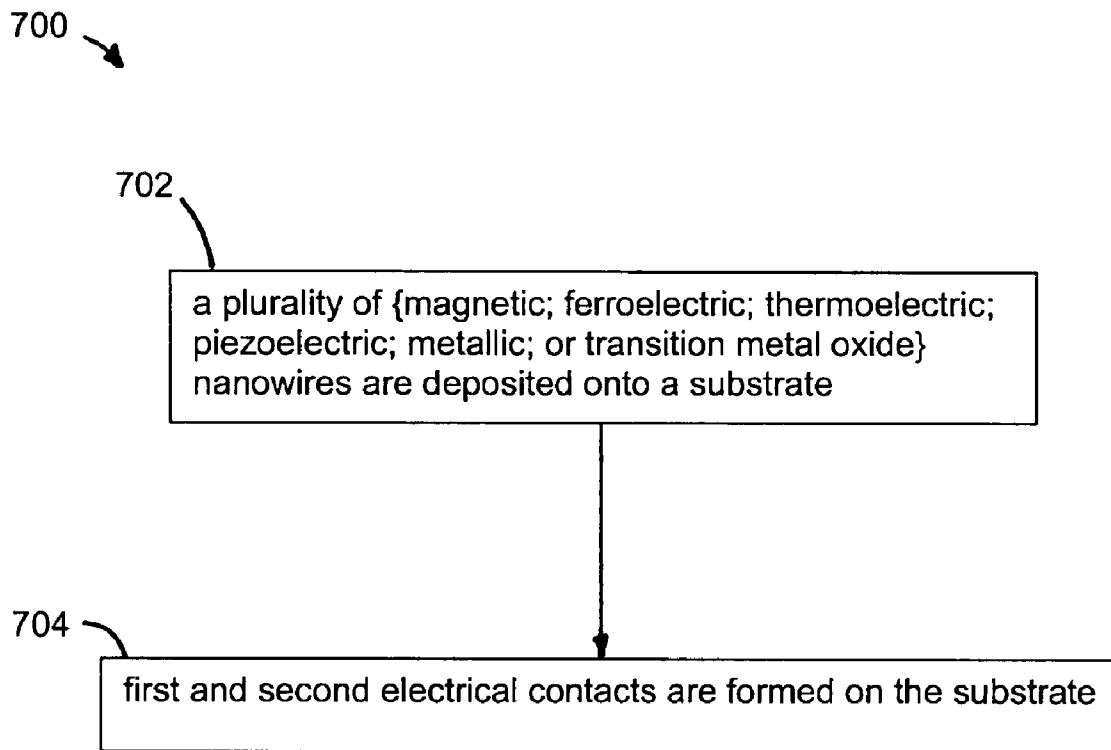 700
702
a plurality of {magnetic; ferroelectric; thermoelectric;
piezoelectric; metallic; or transition metal oxide}
nanowires are deposited onto a substrate
704
first and second electrical contacts are formed on the substrate